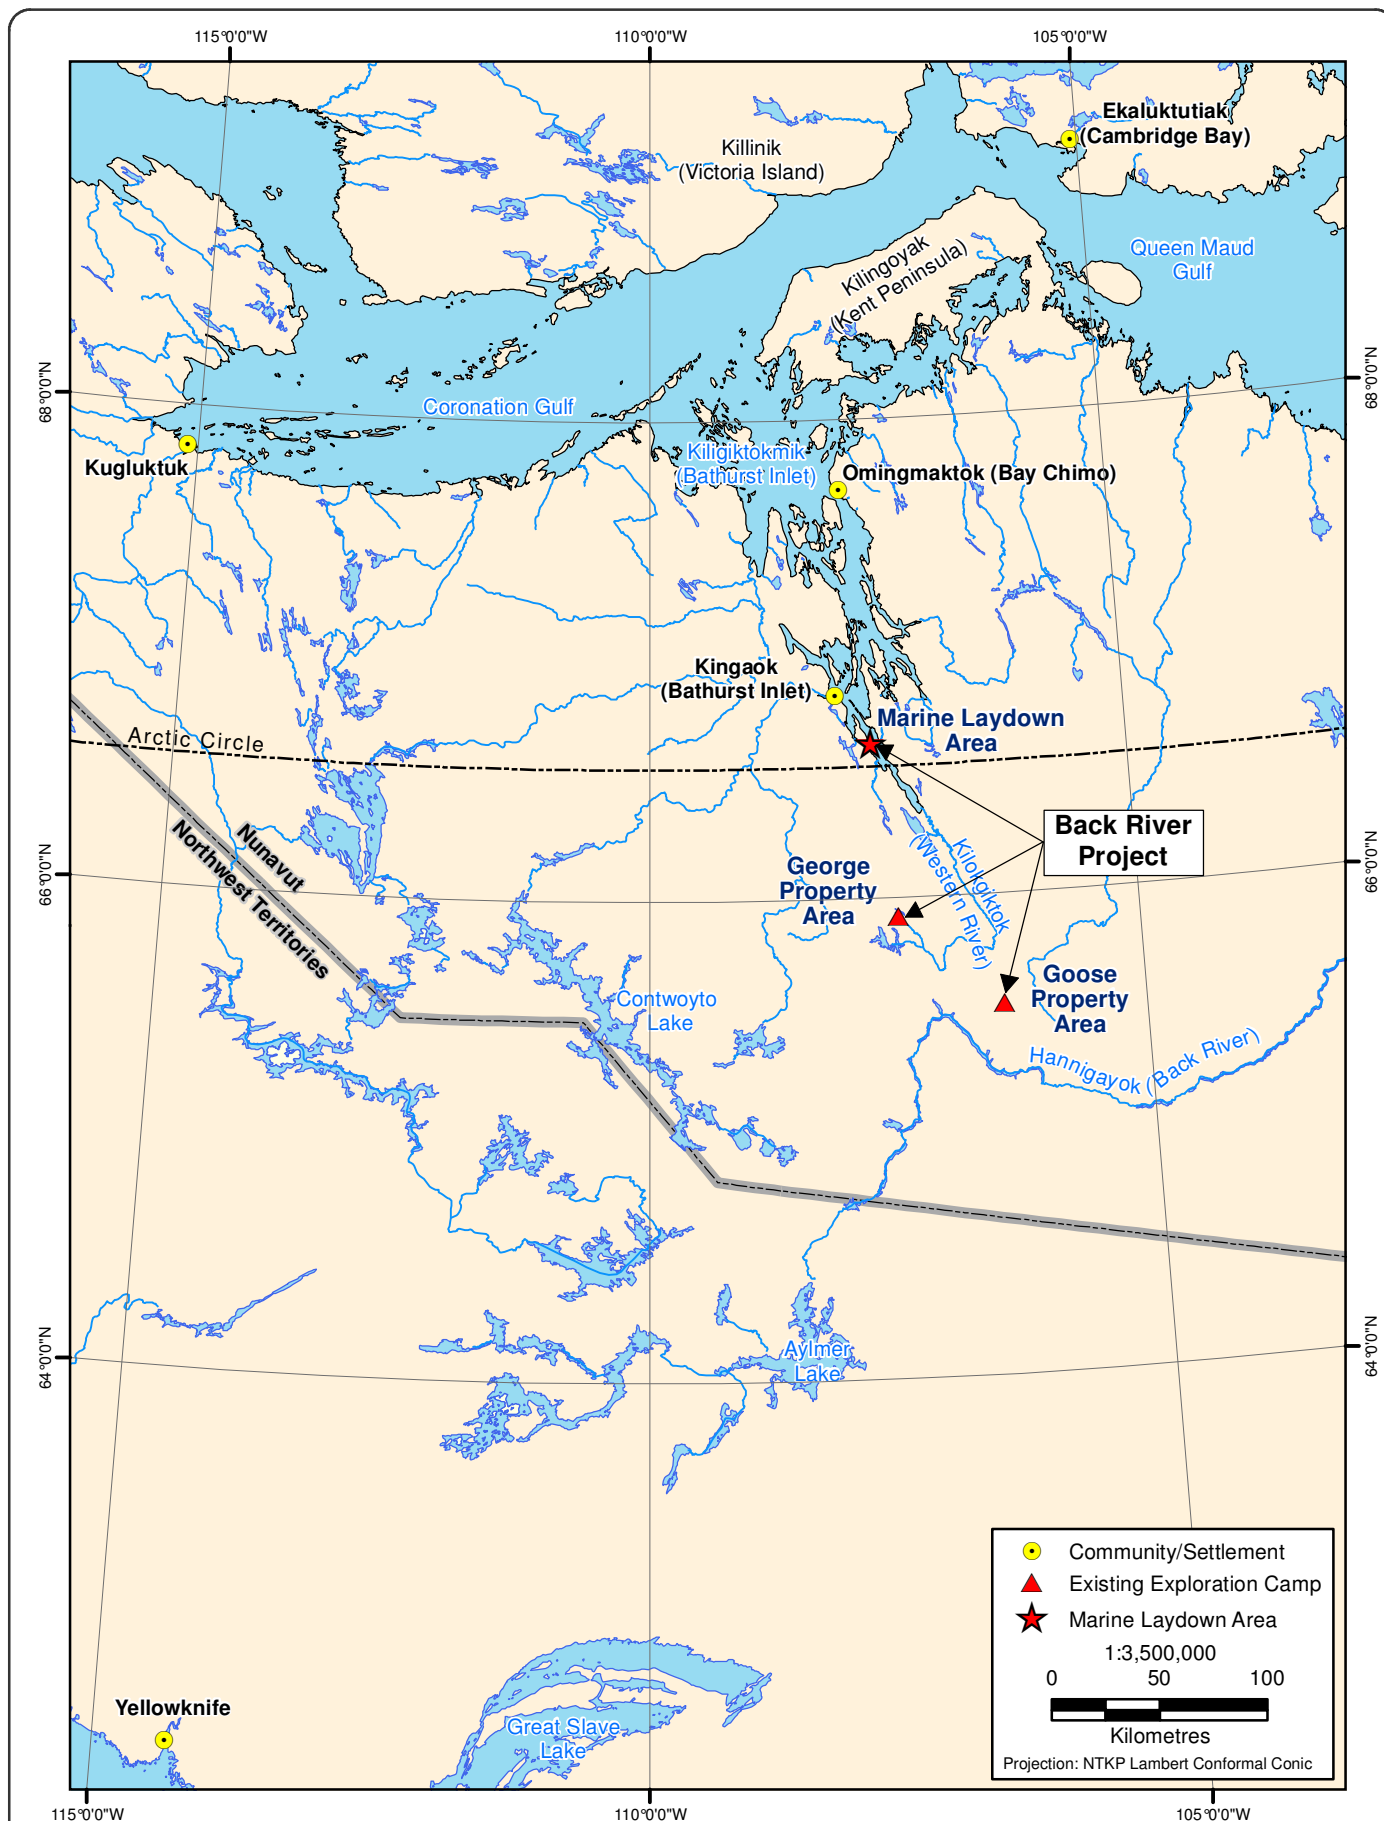 115°0'0"W
110°0'0"W
105°0'0"W
Ekaluktutiak
(Cambridge Bay)
Killinik
(Victoria Island)
Queen Maud
Gulf
Kilingoyak
(Kent Peninsula)
68°0'0"N
68°0'0"N
Coronation Gulf
Kugluktuk
Kiligiktokmik
(Bathurst Inlet)
Omingmaktok (Bay Chimo)
Kingaok
(Bathurst Inlet)
Marine Laydown
Area
Arctic Circle
Back River
Project
Nunavut
Northwest Territories
66°0'0"N
66°0'0"N
George
Property
Area
Kilokgiktok
(Western River)
Goose
Property
Area
Contwoyto
Lake
Hannigayok (Back River)
64°0'0"N
64°0'0"N
Aylmer
Lake
Community/Settlement
Existing Exploration Camp
Marine Laydown Area
1:3,500,000
0 50 100
Kilometres
Projection: NTKP Lambert Conformal Conic
Yellowknife
Great Slave
Lake
115°0'0"W
110°0'0"W
105°0'0"W